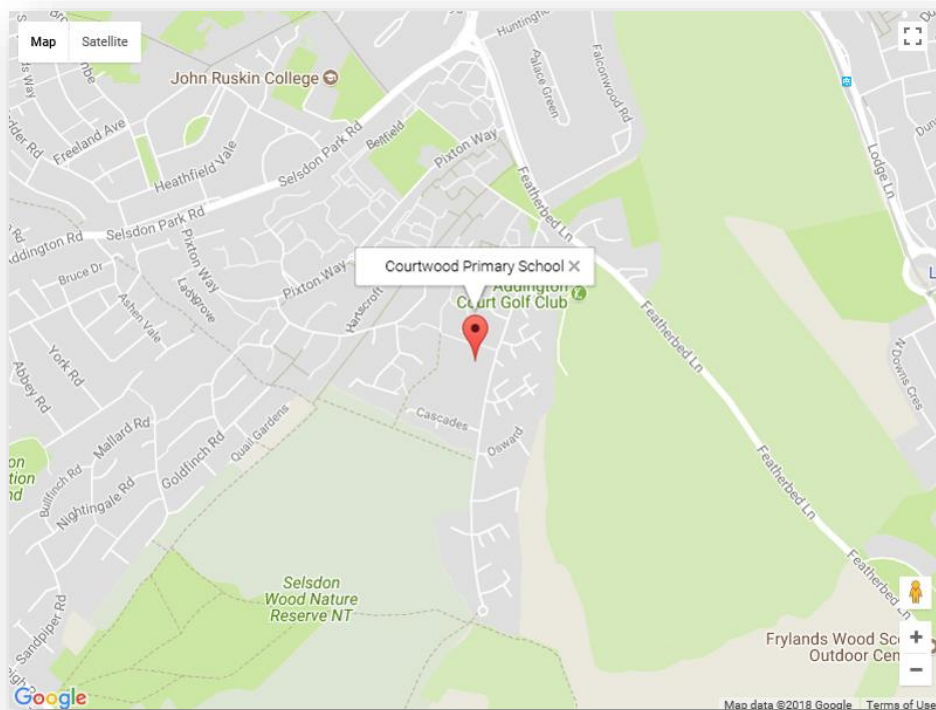 Map Satellite
Huntingt
John Ruskin College
Palace Green
Falconwood Rd
Freeland Ave
Selsdon Park Rd
Pixton Way
Heathfield Vale
Featherbed Ln
Lodge Ln
Addington Rd
Selsdon Park Rd
Pixton Way
Bruce Dr
Ladygrove
Pixton Way
Courtwood Primary School
Addington
Court Golf Club
Ashen Vale
Hartscroft
Featherbed Ln
York Rd
Abbey Rd
N Downs Cres
Mallard Rd
Quail Gardens
Cascades
Goldfinch Rd
Osward
Bullfinch Rd
Nightingale Rd
Featherbed Ln
Selsdon
Wood Nature
Reserve NT
Featherbed Ln
Sandpiper Rd
Frylands Wood Sco
Outdoor Cen
Google
Map data ©2018 Google Terms of Use